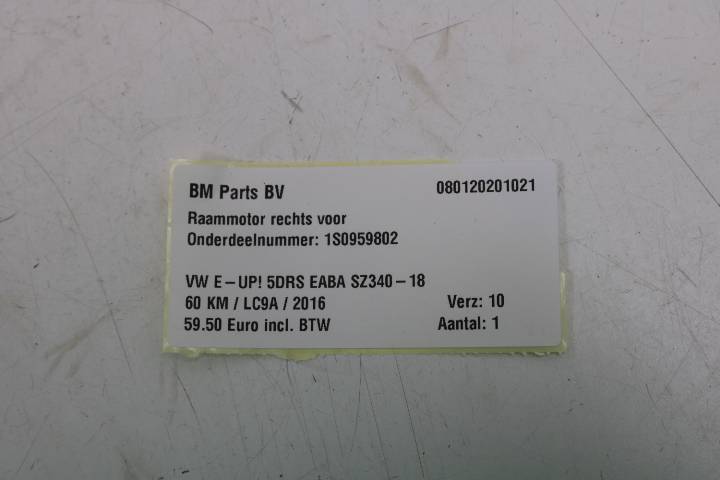 BM Parts BV 080120201021
Raammotor rechts voor
Onderdeelnummer: 1S0959802
VW E-UP! 5DRS EABA SZ340-18
60 KM / LC9A / 2016 Verz: 10
59.50 Euro incl. BTW Aantal: 1